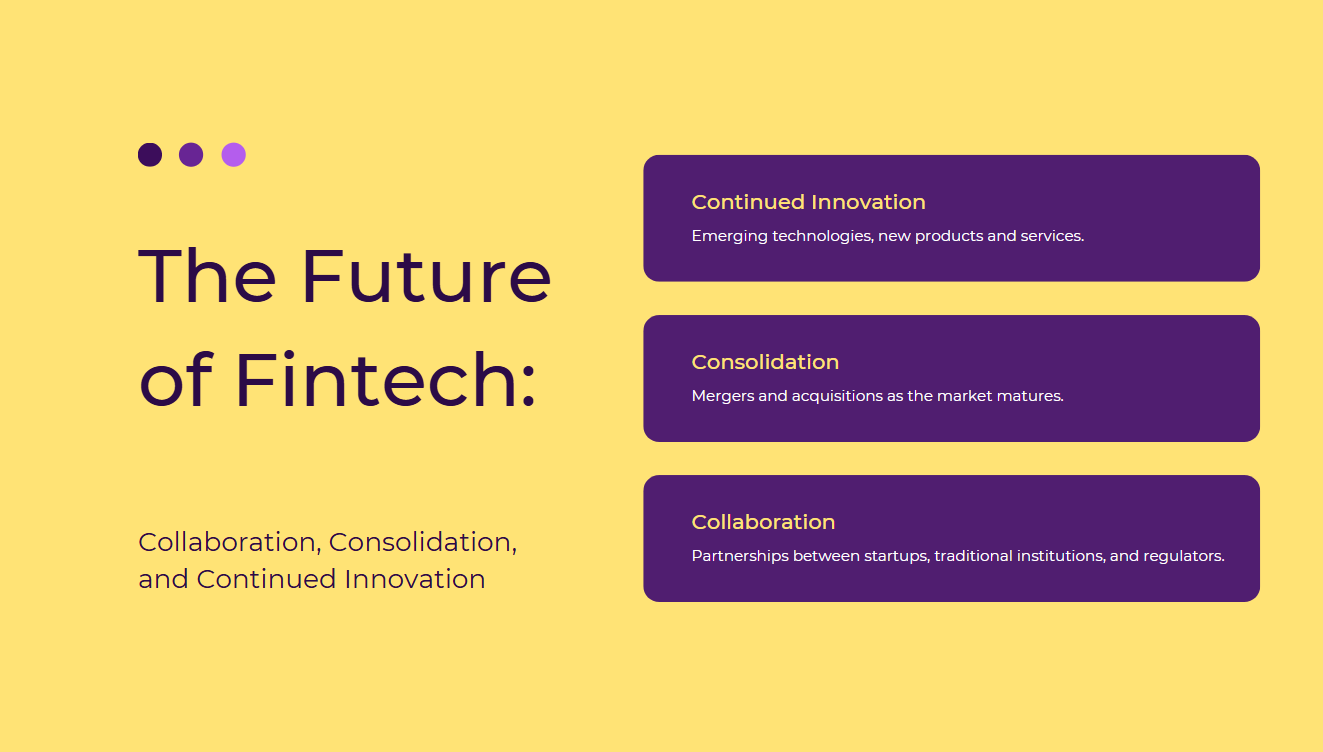 The Future
of Fintech:
Collaboration, Consolidation,
and Continued Innovation
Continued Innovation
Emerging technologies, new products and services.
Consolidation
Mergers and acquisitions as the market matures.
Collaboration
Partnerships between startups, traditional institutions, and regulators.